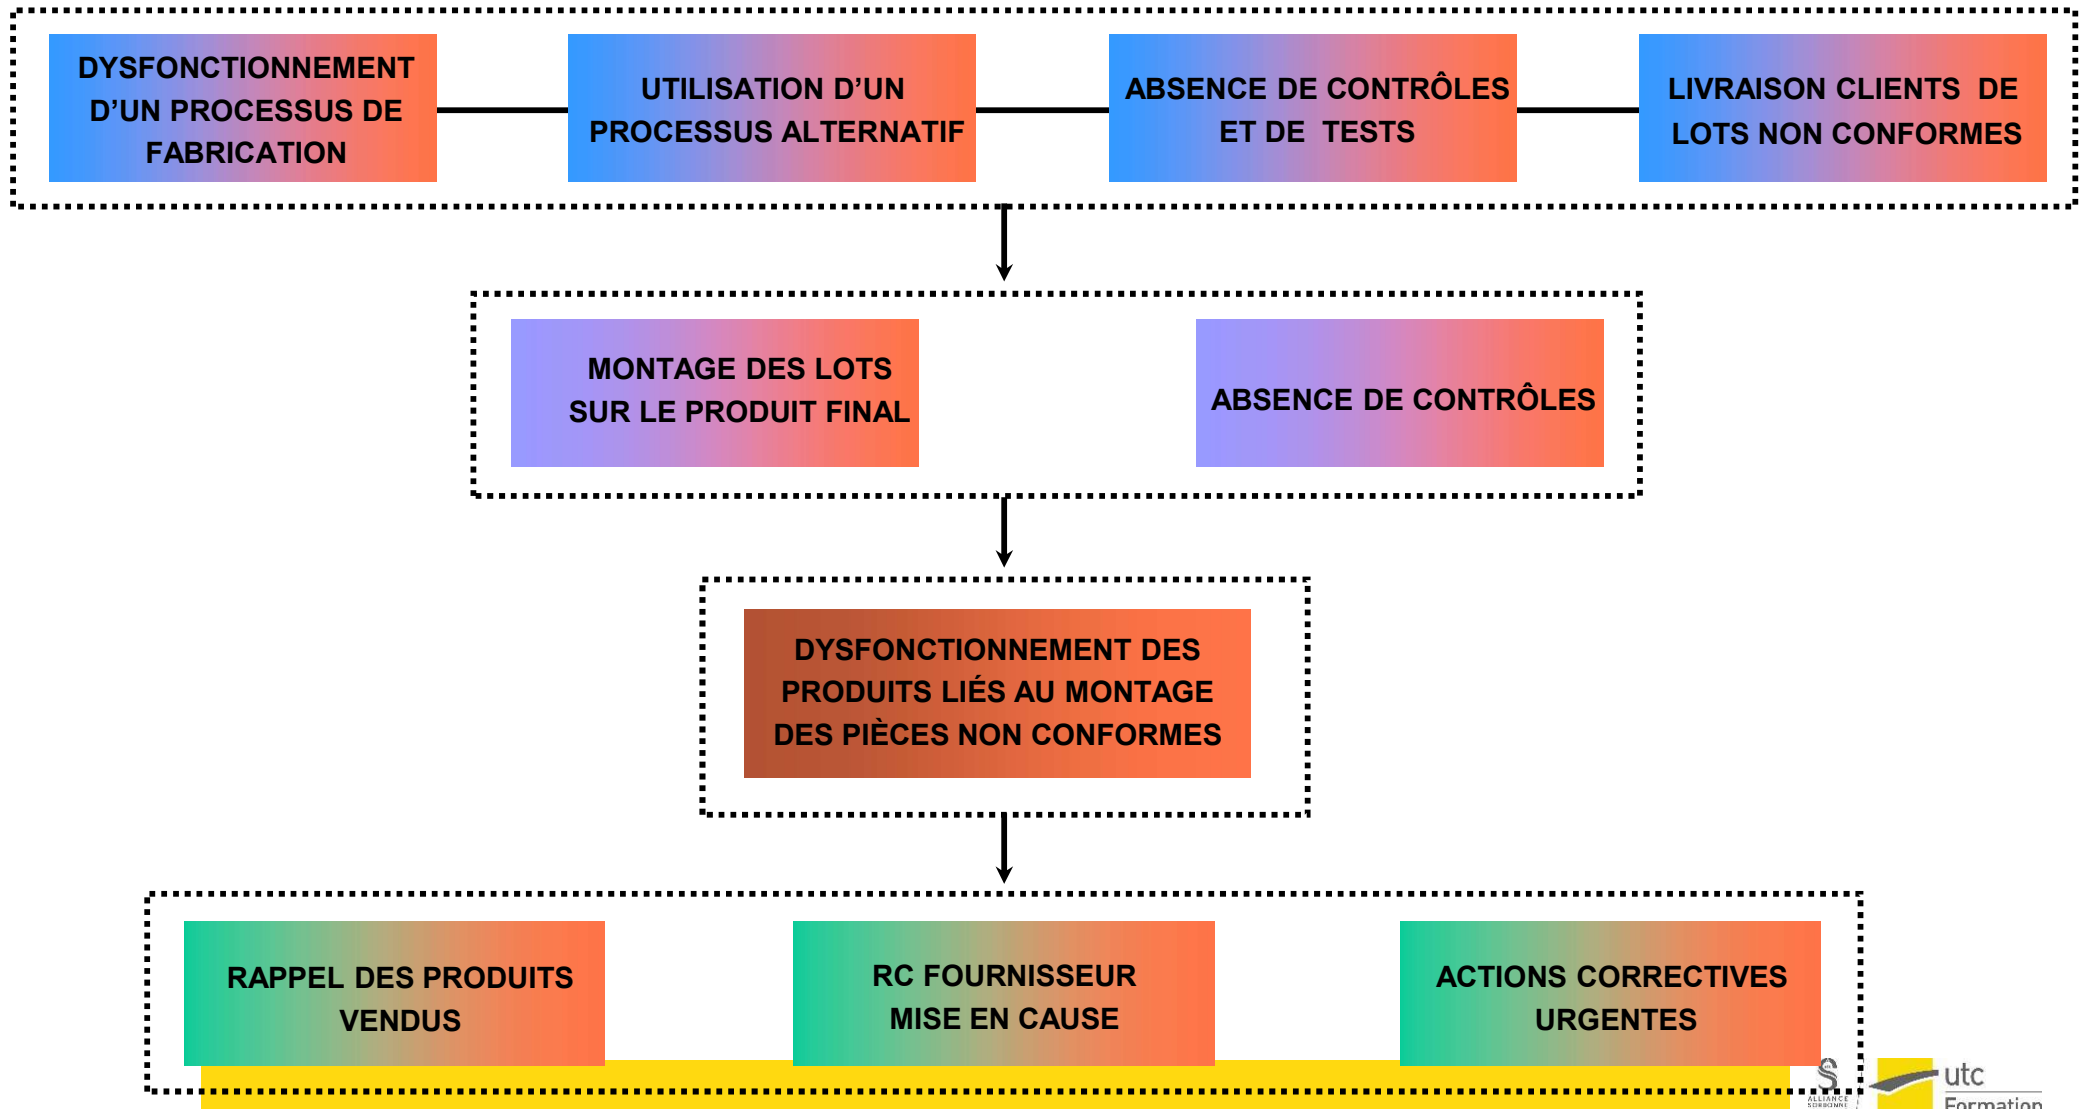 DYSFONCTIONNEMENT
D’UN PROCESSUS DE
FABRICATION
UTILISATION D’UN
PROCESSUS ALTERNATIF
ABSENCE DE CONTRÔLES
ET DE TESTS
LIVRAISON CLIENTS DE
LOTS NON CONFORMES
MONTAGE DES LOTS
SUR LE PRODUIT FINAL
ABSENCE DE CONTRÔLES
DYSFONCTIONNEMENT DES
PRODUITS LIÉS AU MONTAGE
DES PIÈCES NON CONFORMES
RAPPEL DES PRODUITS
VENDUS
RC FOURNISSEUR
MISE EN CAUSE
ACTIONS CORRECTIVES
URGENTES
ALLIANCE
SORBONNE
utc
Formation